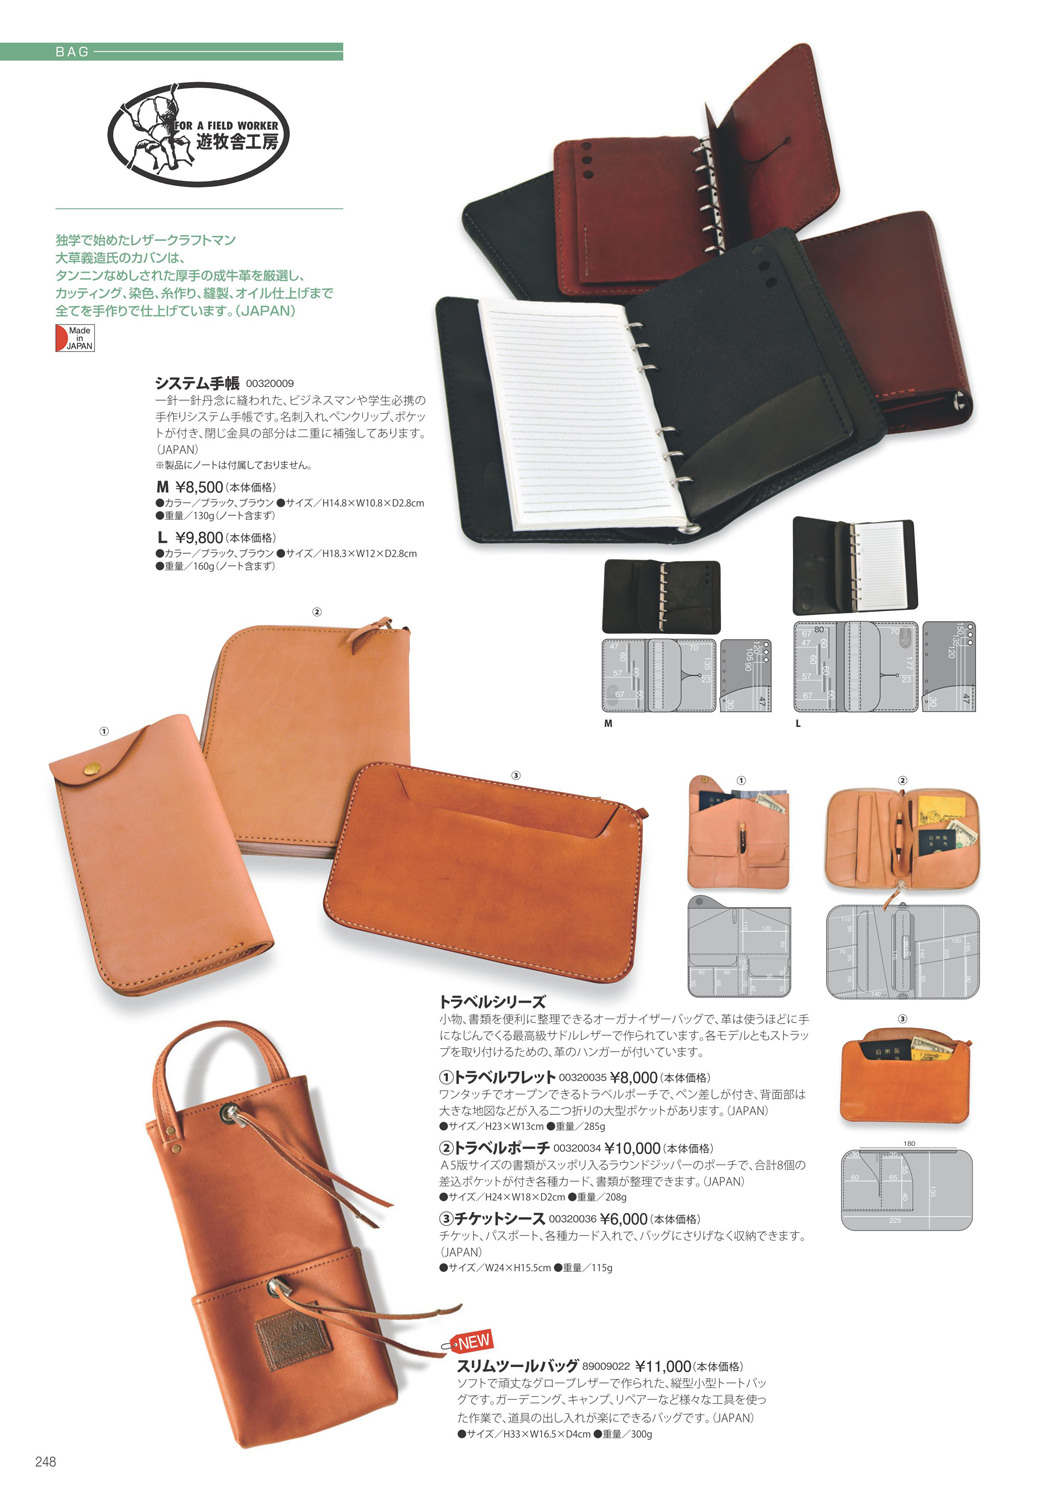 BAG
FOR A FIELD WORKER
遊牧舎工房
独学で始めたレザークラフトマン
大草義造氏のカバンは、
タンニンなめしされた厚手の成牛革を厳選し、
カッティング、染色、糸作り、縫製、オイル仕上げまで
全てを手作りで仕上げています。（JAPAN）
Made
in
JAPAN
システム手帳 00320009
一針一針丹念に縫われた、ビジネスマンや学生必携の
手作りシステム手帳です。名刺入れ、ペンクリップ、ポケッ
トが付き、閉じ金具の部分は二重に補強してあります。
（JAPAN）
※製品にノートは付属しておりません。
M ¥8,500（本体価格）
●カラー／ブラック、ブラウン ●サイズ／H14.8×W10.8×D2.8cm
●重量／130g（ノート含まず）
L ¥9,800（本体価格）
●カラー／ブラック、ブラウン ●サイズ／H18.3×W12×D2.8cm
●重量／160g（ノート含まず）
M
L
②
①
③
①
②
③
トラベルシリーズ
小物、書類を便利に整理できるオーガナイザーバッグで、革は使うほどに手
になじんでくる最高級サドルレザーで作られています。各モデルともストラッ
プを取り付けるための、革のハンガーが付いています。
①トラベルワレット 00320035 ¥8,000（本体価格）
ワンタッチでオープンできるトラベルポーチで、ペン差しが付き、背面部は
大きな地図などが入る二つ折りの大型ポケットがあります。（JAPAN）
●サイズ／H23×W13cm ●重量／285g
②トラベルポーチ 00320034 ¥10,000（本体価格）
Ａ5版サイズの書類がスッポリ入るラウンドジッパーのポーチで、合計8個の
差込ポケットが付き各種カード、書類が整理できます。（JAPAN）
●サイズ／H24×W18×D2cm ●重量／208g
③チケットシース 00320036 ¥6,000（本体価格）
チケット、パスポート、各種カード入れで、バッグにさりげなく収納できます。
（JAPAN）
●サイズ／W24×H15.5cm ●重量／115g
180
60
65
40
135
225
NEW
スリムツールバッグ 89009022 ¥11,000（本体価格）
ソフトで頑丈なグローブレザーで作られた、縦型小型トートバッ
グです。ガーデニング、キャンプ、リペアーなど様々な工具を使っ
た作業で、道具の出し入れが楽にできるバッグです。（JAPAN）
●サイズ／H33×W16.5×D4cm ●重量／300g
248